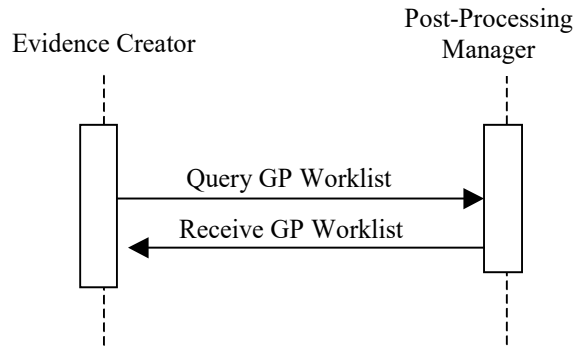 Evidence Creator
Post-Processing
Manager
Query GP Worklist
Receive GP Worklist